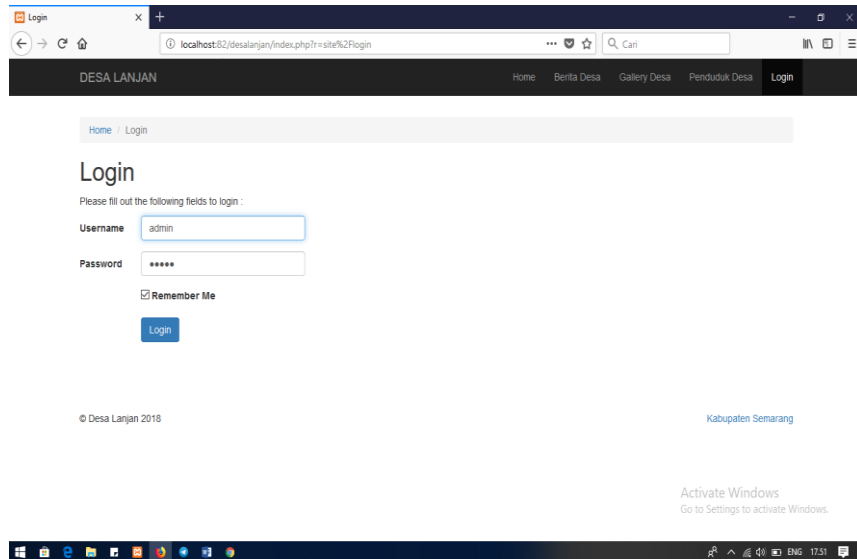 Login
localhost:82/desalanjan/index.php?r=site%2Flogin
Cari
DESA LANJAN Home Berita Desa Gallery Desa Penduduk Desa Login
Home / Login
Login
Please fill out the following fields to login :
Username admin
Password •••••
Remember Me
Login
© Desa Lanjan 2018 Kabupaten Semarang
Activate Windows
Go to Settings to activate Windows.
ENG 17.51